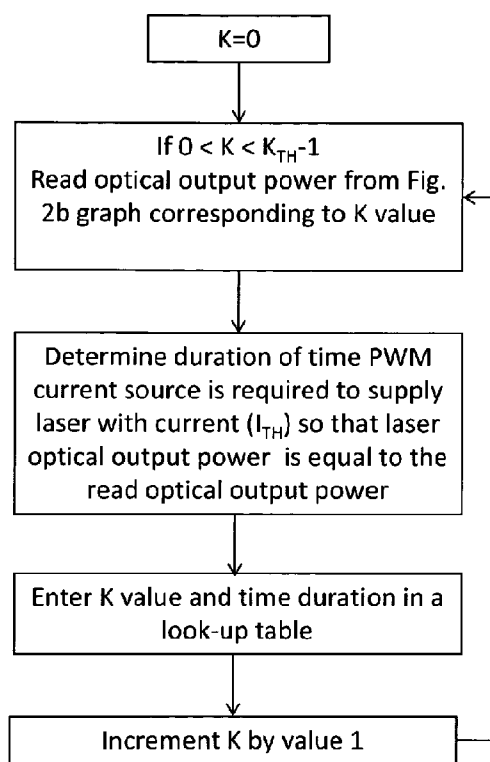 K=0
If 0 < K < K_TH-1
Read optical output power from Fig.
2b graph corresponding to K value
Determine duration of time PWM
current source is required to supply
laser with current (I_TH) so that laser
optical output power is equal to the
read optical output power
Enter K value and time duration in a
look-up table
Increment K by value 1